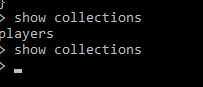 }
> show collections
players
> show collections
>